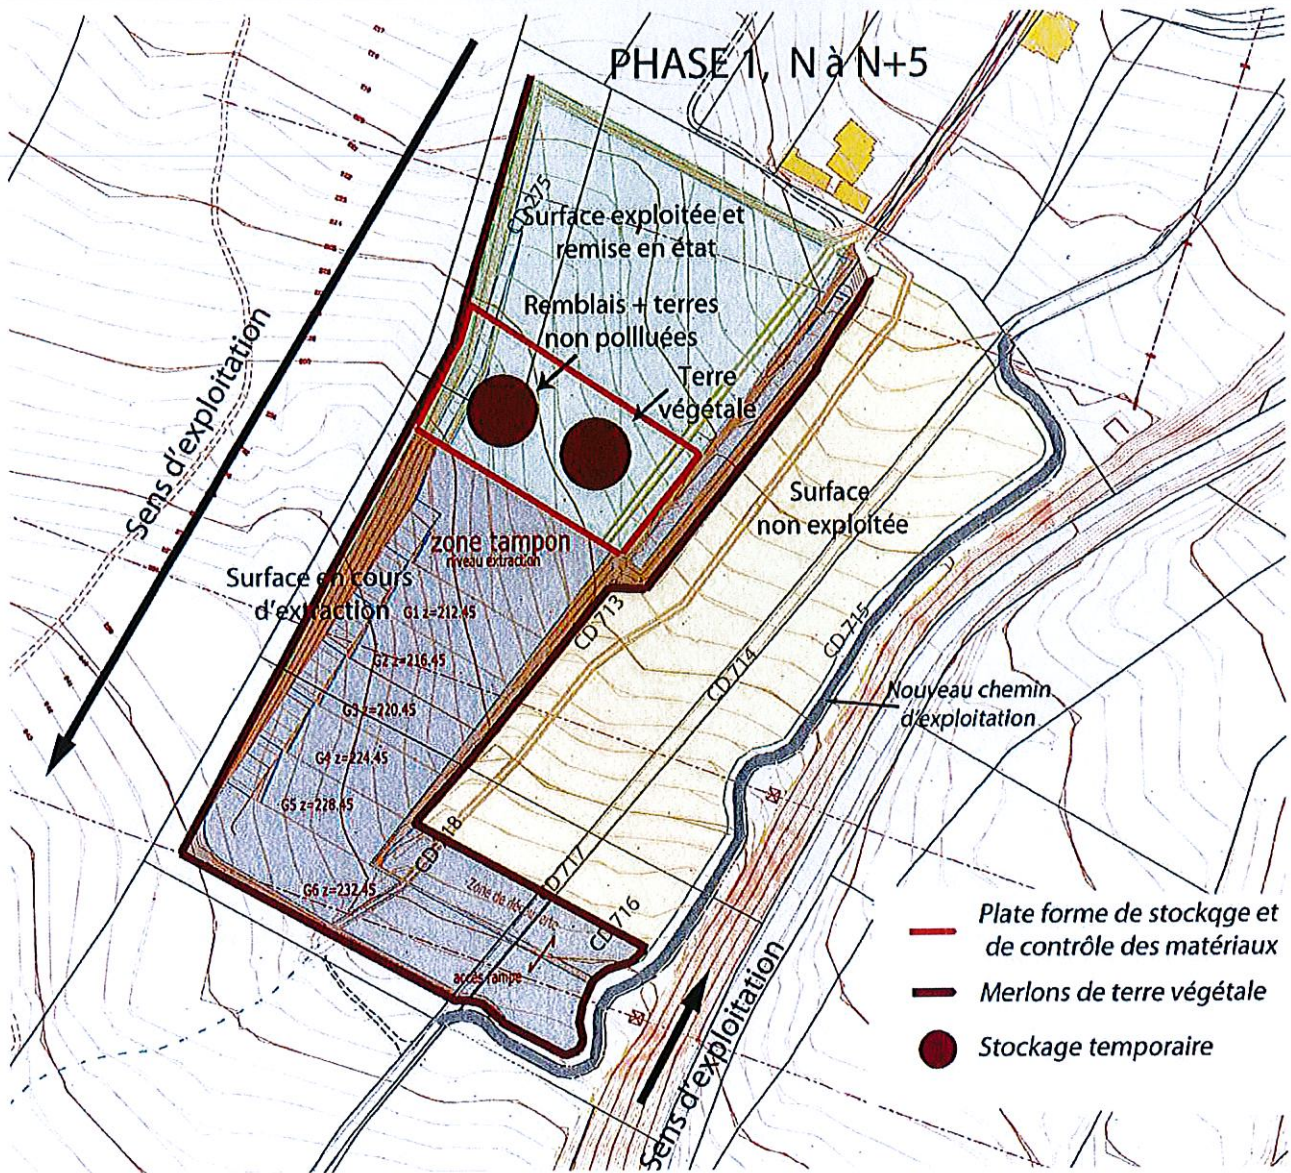 PHASE 1, N à N+5
CD 275
Surface exploitée et
remise en état
Remblais + terres
non pollluées
Terre
végétale
Sens d'exploitation
Surface
non exploitée
zone tampon
niveau extraction
Surface en cours
d'extraction
G1 z=212.45
G2 z=216.45
G3 z=220.45
G4 z=224.45
G5 z=228.45
G6 z=232.45
CD 713
CD 714
CD 715
Nouveau chemin
d'exploitation
CD 717
CD 716
Zone de
accès rampe
Sens d'exploitation
Plate forme de stockqge et
de contrôle des matériaux
Merlons de terre végétale
Stockage temporaire